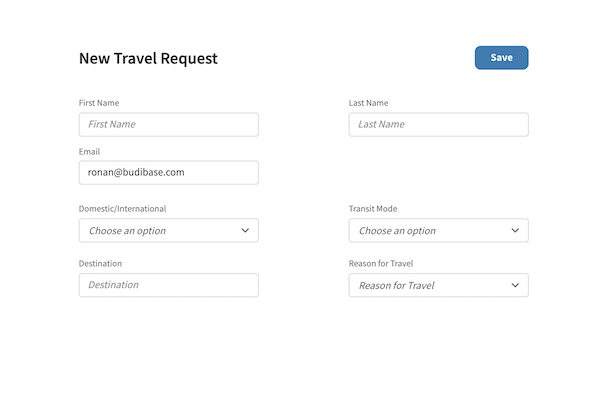 New Travel Request
Save
First Name
Last Name
First Name
Last Name
Email
ronan@budibase.com
Domestic/International
Transit Mode
Choose an option
Choose an option
Destination
Reason for Travel
Destination
Reason for Travel